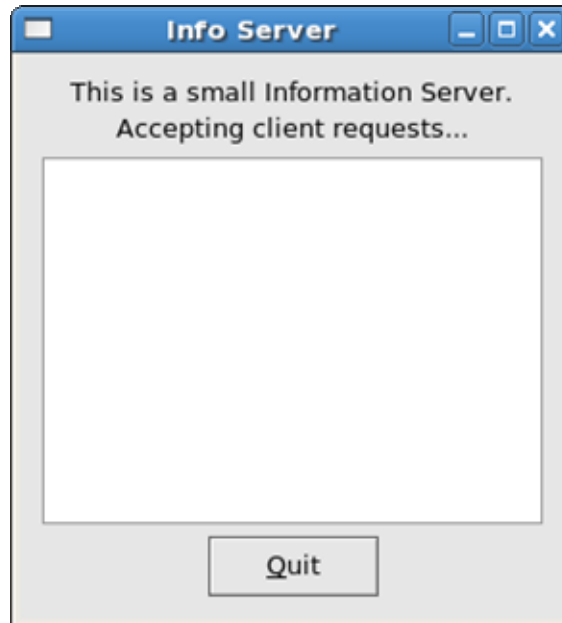 Info Server
This is a small Information Server.
Accepting client requests...
Quit